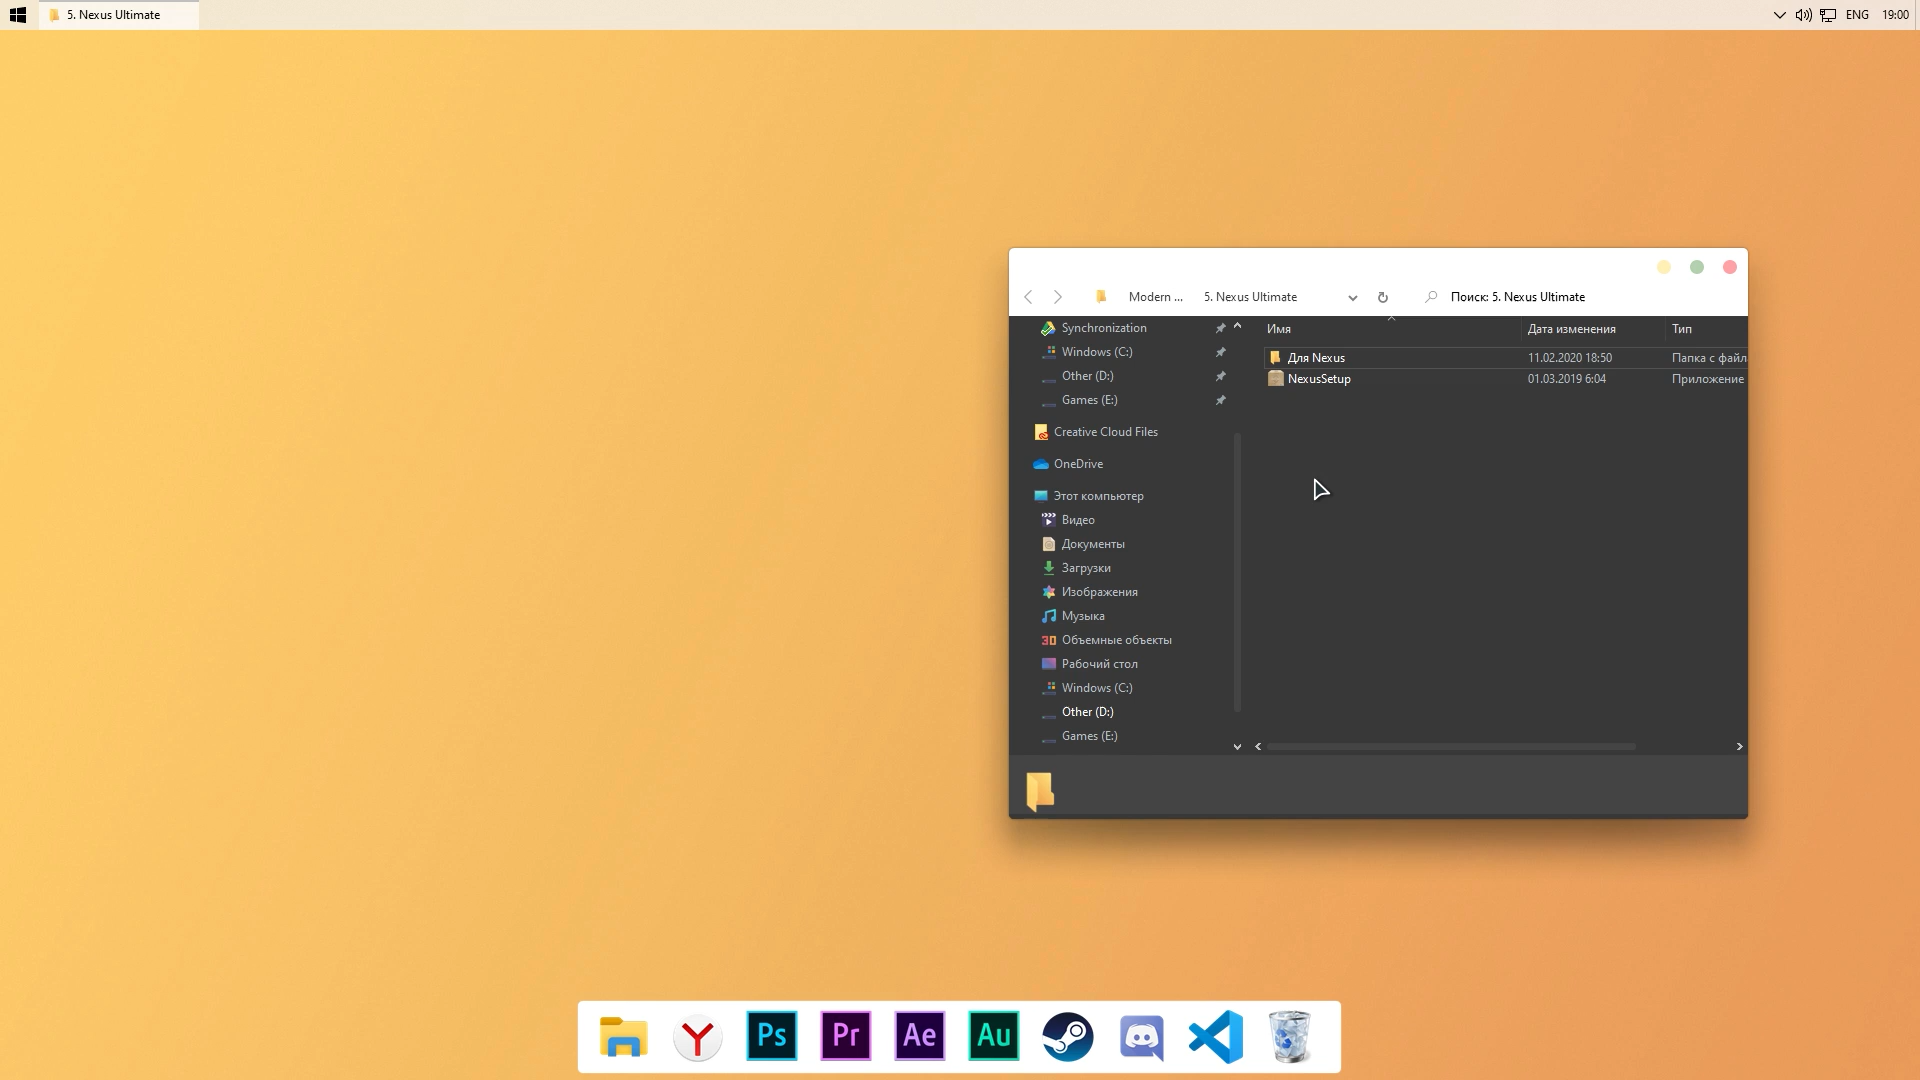 5. Nexus Ultimate
ENG 19:00
Modern ... 5. Nexus Ultimate Поиск: 5. Nexus Ultimate
Synchronization
Windows (C:)
Other (D:)
Games (E:)
Creative Cloud Files
OneDrive
Этот компьютер
Видео
Документы
Загрузки
Изображения
Музыка
3D Объемные объекты
Рабочий стол
Windows (C:)
Other (D:)
Games (E:)
Имя Дата изменения Тип
Для Nexus 11.02.2020 18:50 Папка с файл
NexusSetup 01.03.2019 6:04 Приложение
Y Ps Pr Ae Au